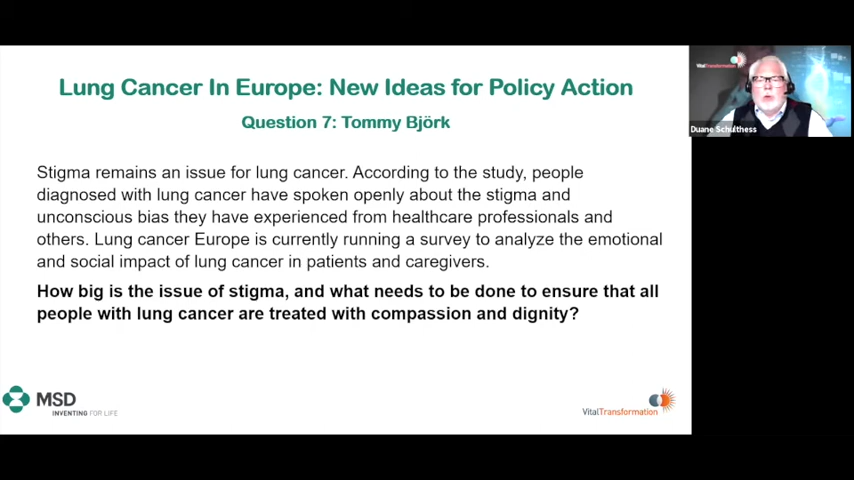 Lung Cancer In Europe: New Ideas for Policy Action
Question 7: Tommy Björk
Stigma remains an issue for lung cancer. According to the study, people
diagnosed with lung cancer have spoken openly about the stigma and
unconscious bias they have experienced from healthcare professionals and
others. Lung cancer Europe is currently running a survey to analyze the emotional
and social impact of lung cancer in patients and caregivers.
How big is the issue of stigma, and what needs to be done to ensure that all
people with lung cancer are treated with compassion and dignity?
MSD
INVENTING FOR LIFE
VitalTransformation
VitalTransformation
Duane Schulthess